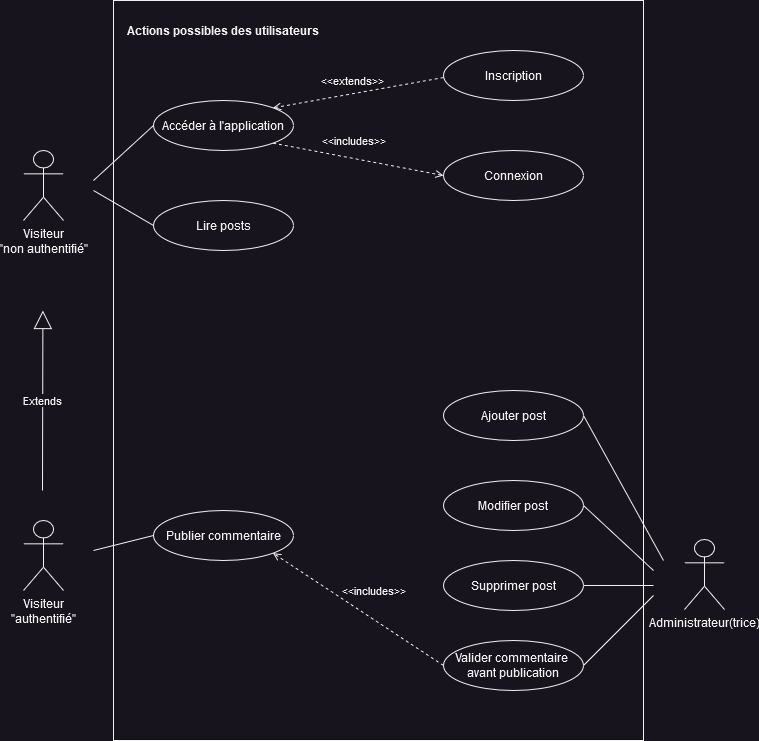 Actions possibles des utilisateurs
Inscription
<<extends>>
Accéder à l'application
<<includes>>
Connexion
Lire posts
Visiteur
"non authentifié"
Extends
Ajouter post
Modifier post
Publier commentaire
Supprimer post
<<includes>>
Visiteur
"authentifié"
Administrateur(trice)
Valider commentaire
avant publication